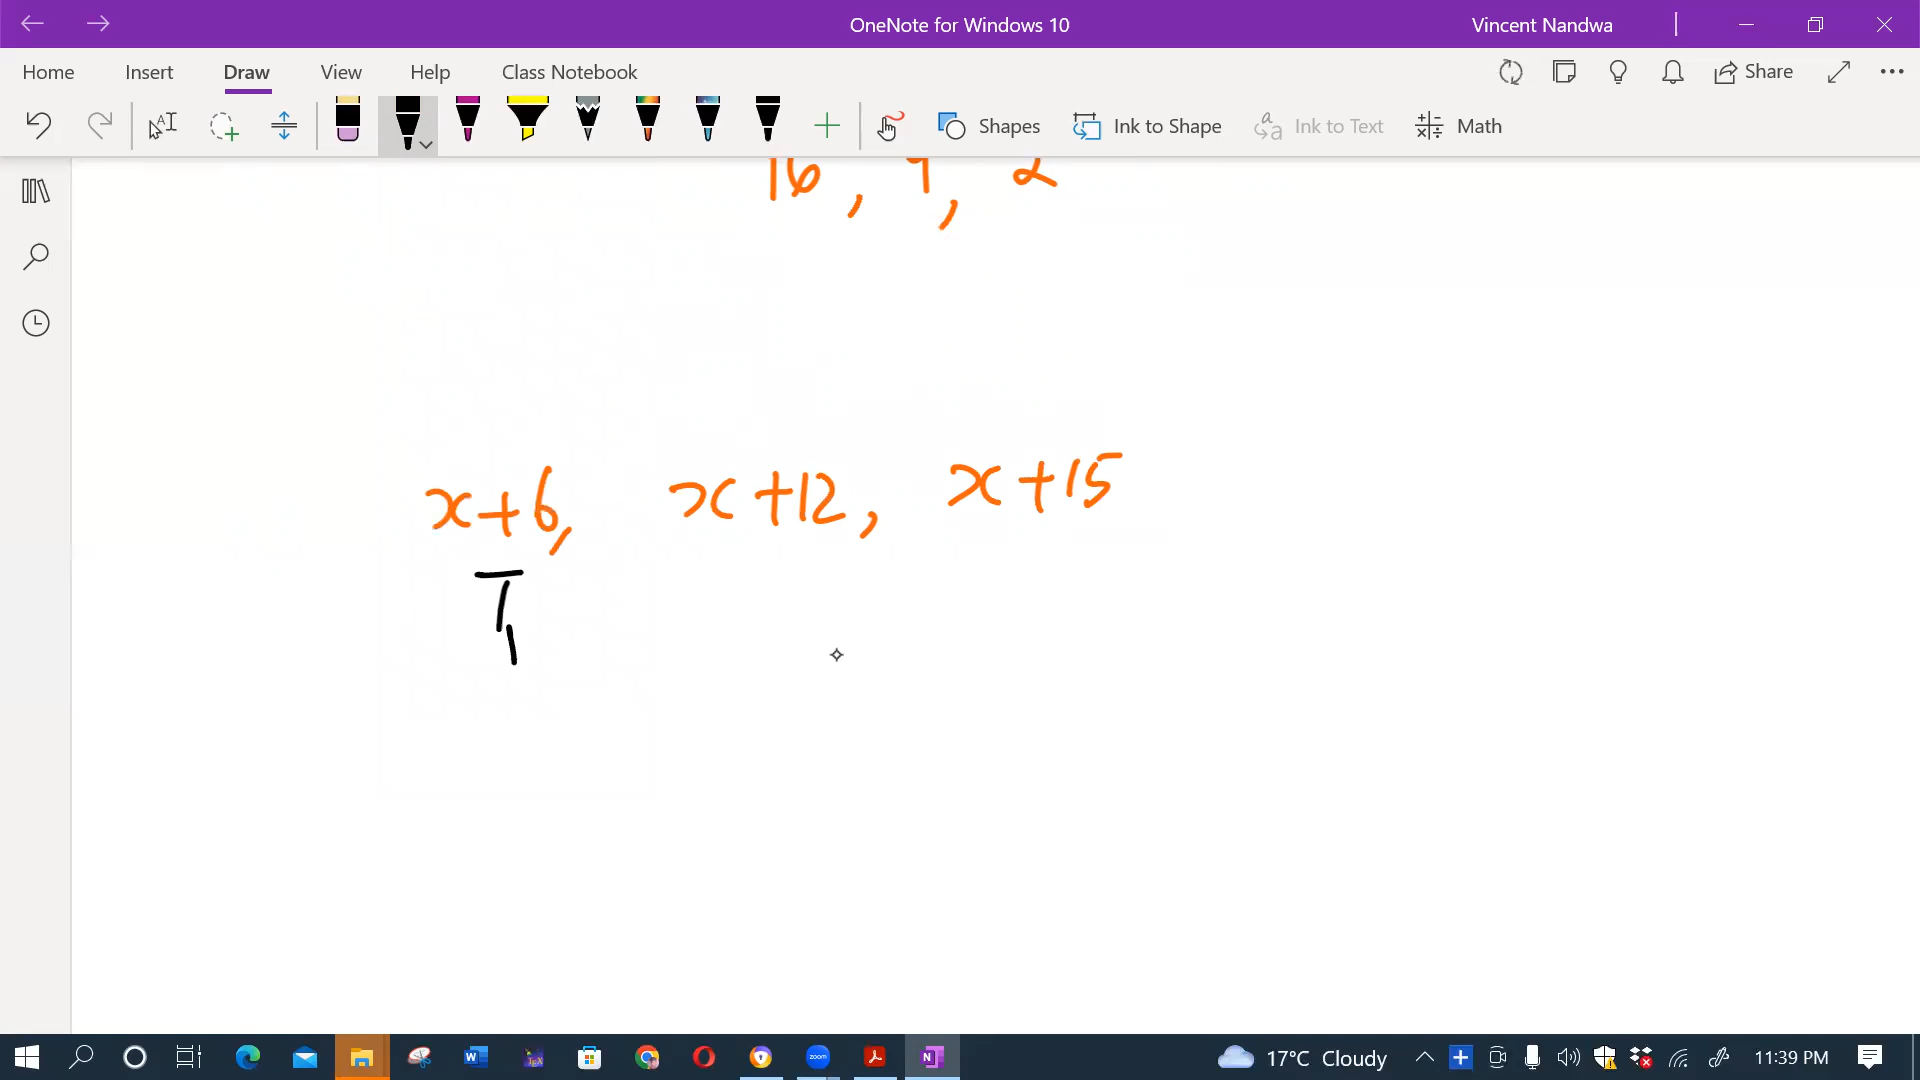 OneNote for Windows 10
Vincent Nandwa
Home Insert Draw View Help Class Notebook
Share
Shapes Ink to Shape Ink to Text Math
16, 9, 2
x+6, x+12, x+15
T1
17°C Cloudy
11:39 PM